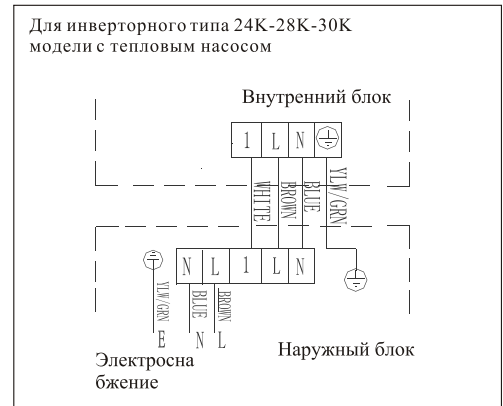 Для инверторного типа 24K-28K-30K
модели с тепловым насосом
Внутренний блок
1 L N
WHITE
BROWN
BLUE
YLW/GRN
N L 1 L N
YLW/GRN
BLUE
BROWN
E N L
Электросна
бжение
Наружный блок